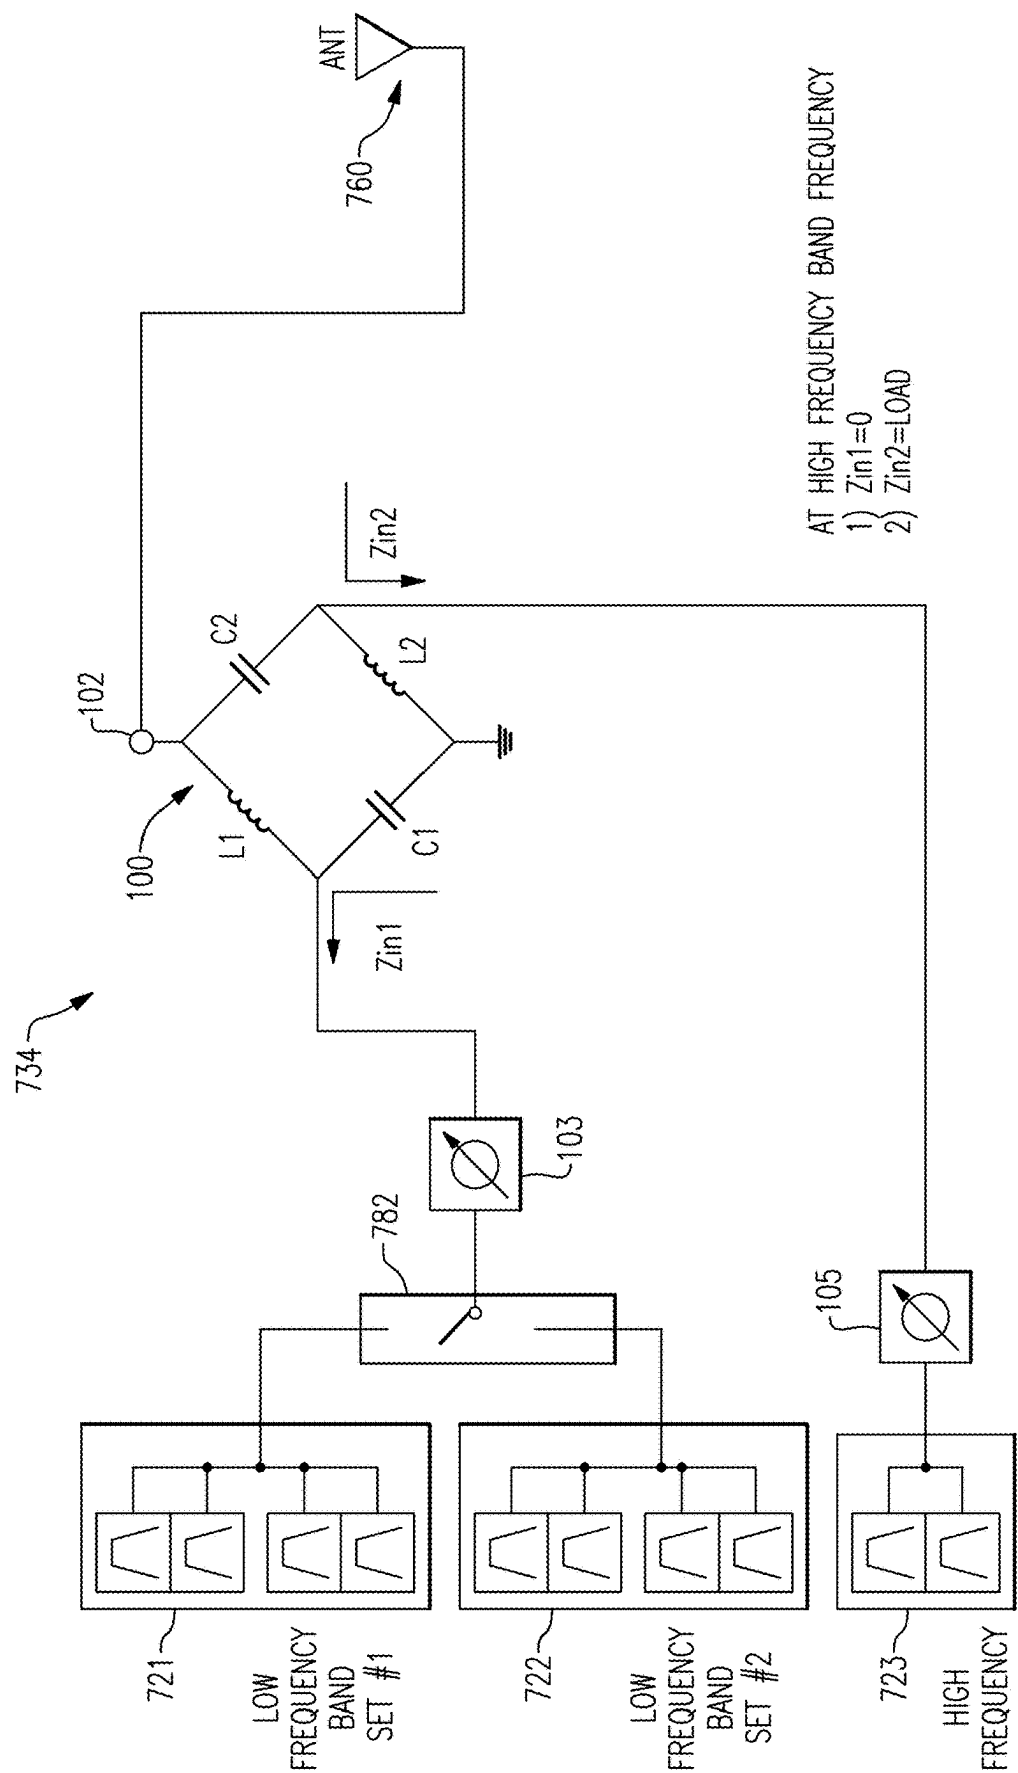 734
100
102
ANT
760
L1
C2
C1
L2
Zin1
Zin2
782
103
105
721
LOW
FREQUENCY
BAND
SET #1
722
LOW
FREQUENCY
BAND
SET #2
723
HIGH
FREQUENCY
AT HIGH FREQUENCY BAND FREQUENCY
1) Zin1=0
2) Zin2=LOAD